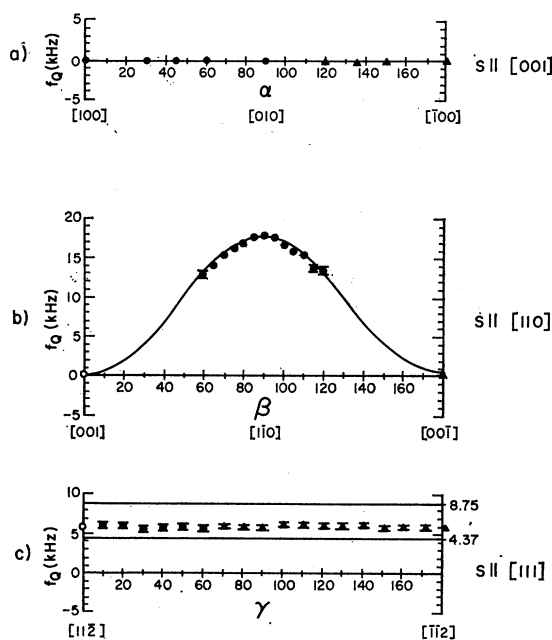 a)
5
f_Q (kHz)
0
-5
20 40 60 80 100 120 140 160
α
[100] [010] [1̄00]
S II [001]
b)
20
15
f_Q (kHz)
10
5
0
-5
20 40 60 80 100 120 140 160
β
[001] [11̄0] [001̄]
S II [110]
c)
10
f_Q (kHz)
5
0
-5
8.75
4.37
20 40 60 80 100 120 140 160
γ
[112̄] [1̄1̄2]
S II [111]